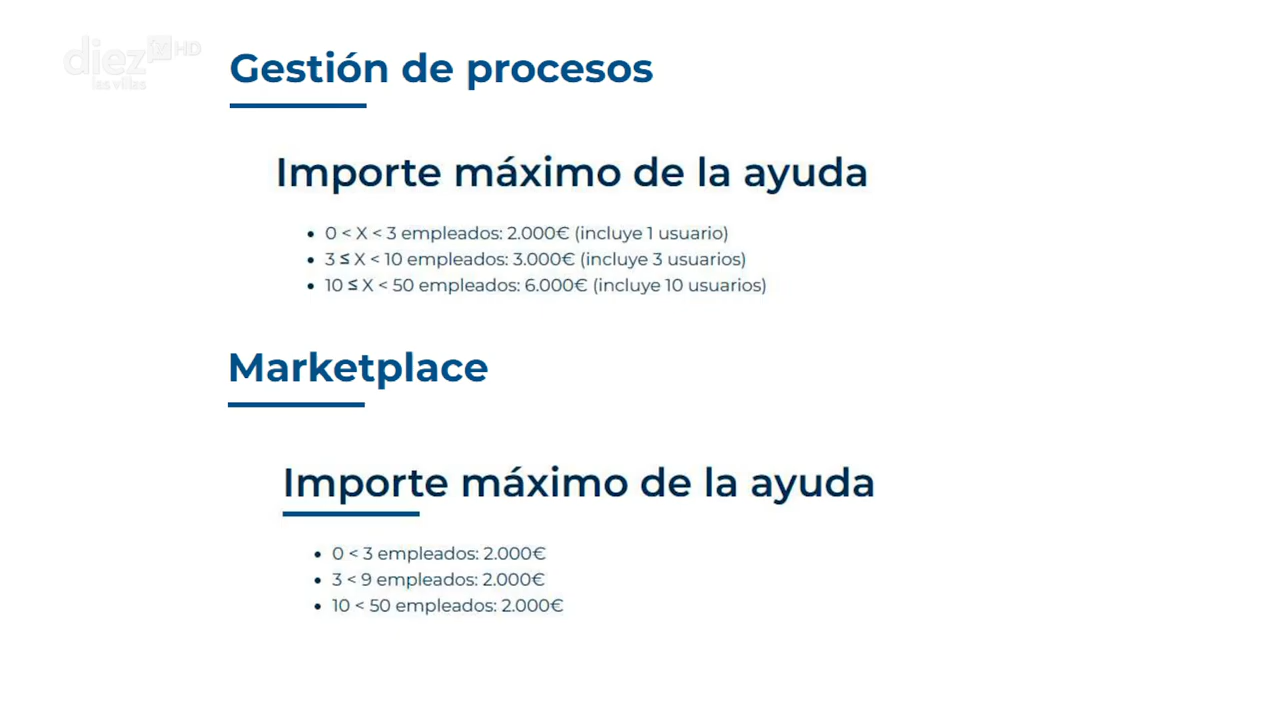 diez tv HD
las villas
Gestión de procesos
Importe máximo de la ayuda
• 0 < X < 3 empleados: 2.000€ (incluye 1 usuario)
• 3 ≤ X < 10 empleados: 3.000€ (incluye 3 usuarios)
• 10 ≤ X < 50 empleados: 6.000€ (incluye 10 usuarios)
Marketplace
Importe máximo de la ayuda
• 0 < 3 empleados: 2.000€
• 3 < 9 empleados: 2.000€
• 10 < 50 empleados: 2.000€